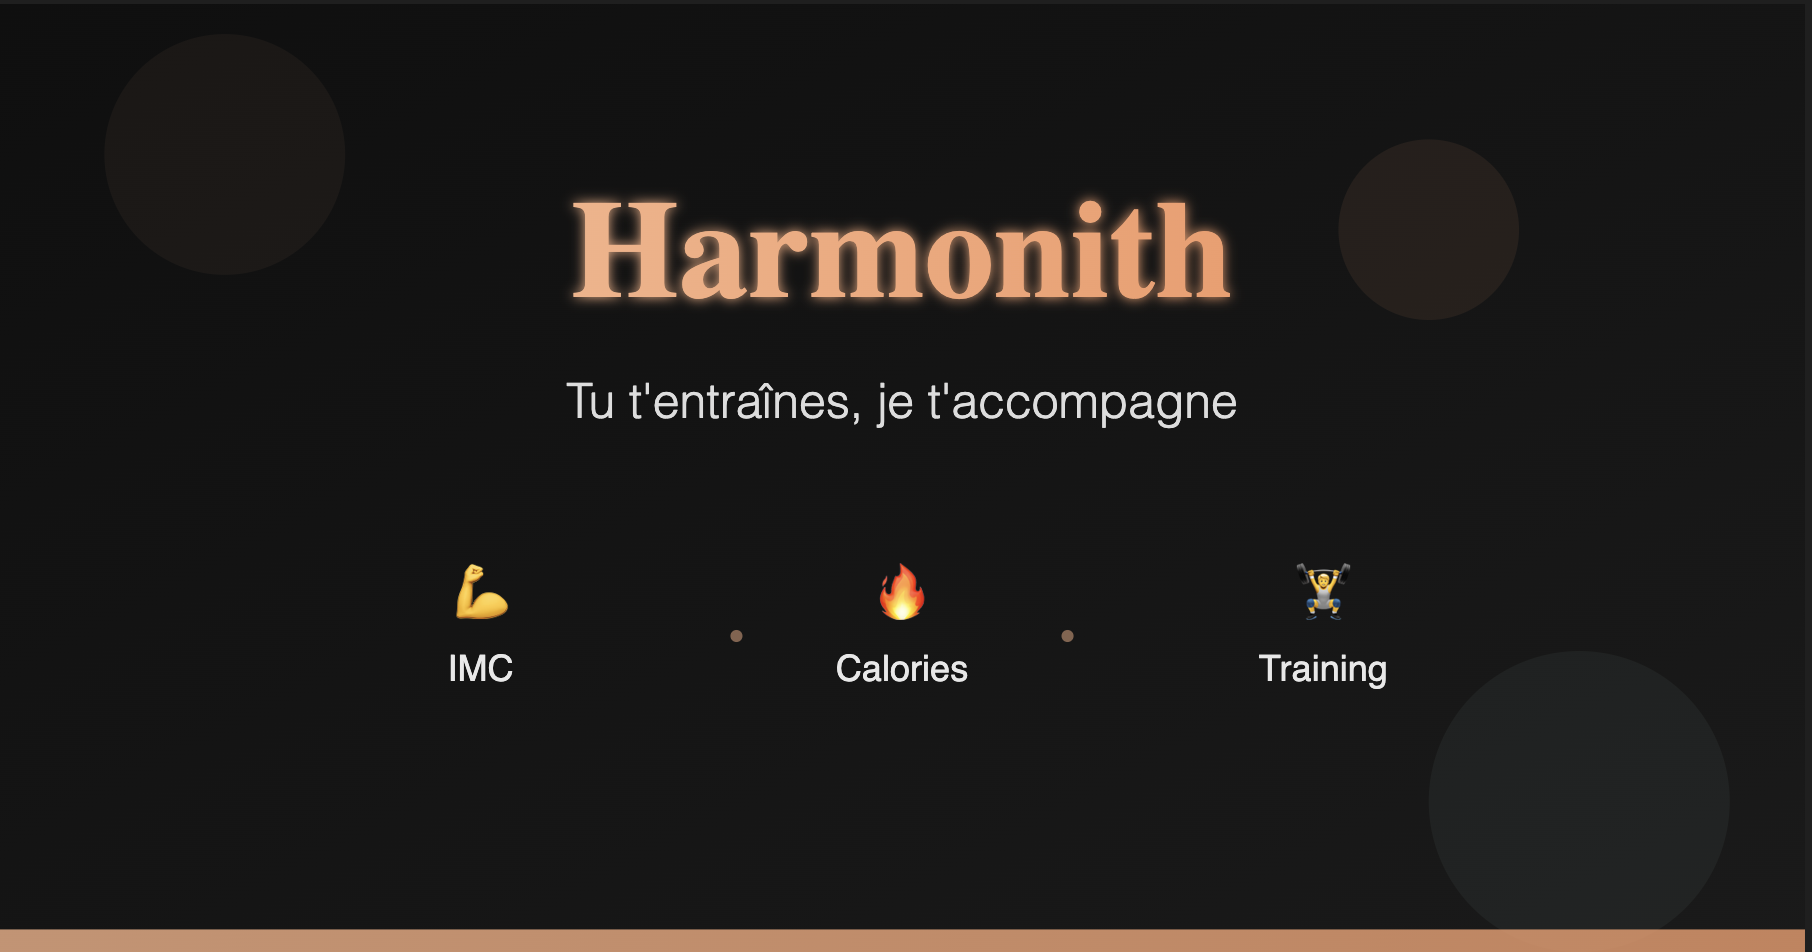 Harmonith
Tu t'entraînes, je t'accompagne
IMC
Calories
Training